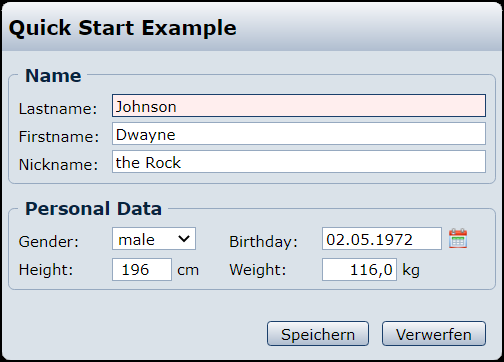 Quick Start Example
Name
Lastname: Johnson
Firstname: Dwayne
Nickname: the Rock
Personal Data
Gender: male Birthday: 02.05.1972
Height: 196 cm Weight: 116,0 kg
Speichern Verwerfen